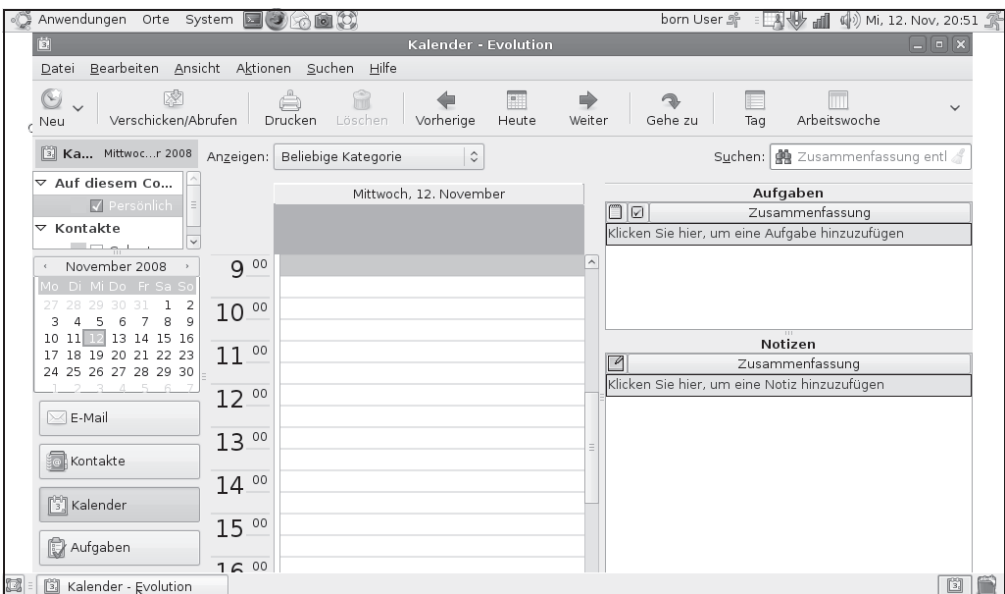 Anwendungen Orte System born User Mi, 12. Nov, 20:51
Kalender - Evolution
Datei Bearbeiten Ansicht Aktionen Suchen Hilfe
Neu Verschicken/Abrufen Drucken Löschen Vorherige Heute Weiter Gehe zu Tag Arbeitswoche
Ka... Mittwoc...r 2008 Anzeigen: Beliebige Kategorie Suchen: Zusammenfassung entl
Auf diesem Co...
Persönlich
Kontakte
November 2008
Mo Di Mi Do Fr Sa So
27 28 29 30 31 1 2
3 4 5 6 7 8 9
10 11 12 13 14 15 16
17 18 19 20 21 22 23
24 25 26 27 28 29 30
1 2 3 4 5 6 7
E-Mail
Kontakte
Kalender
Aufgaben
Mittwoch, 12. November
9 00
10 00
11 00
12 00
13 00
14 00
15 00
16 00
Aufgaben
Zusammenfassung
Klicken Sie hier, um eine Aufgabe hinzuzufügen
Notizen
Zusammenfassung
Klicken Sie hier, um eine Notiz hinzuzufügen
Kalender - Evolution